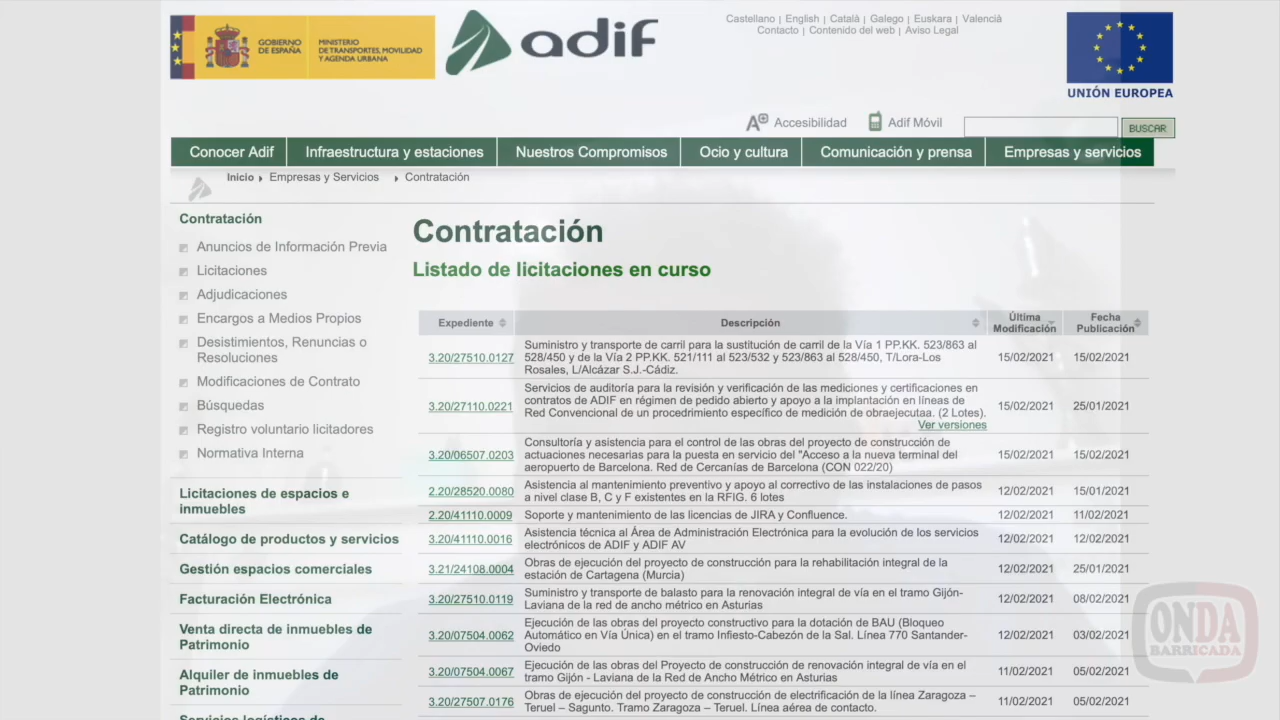 GOBIERNO
DE ESPAÑA
MINISTERIO
DE TRANSPORTES, MOVILIDAD
Y AGENDA URBANA
adif
Castellano | English | Català | Galego | Euskara | Valencià
Contacto | Contenido del web | Aviso Legal
UNIÓN EUROPEA
Accesibilidad
Adif Móvil
BUSCAR
Conocer Adif
Infraestructura y estaciones
Nuestros Compromisos
Ocio y cultura
Comunicación y prensa
Empresas y servicios
Inicio
Empresas y Servicios
Contratación
Contratación
Anuncios de Información Previa
Licitaciones
Adjudicaciones
Encargos a Medios Propios
Desistimientos, Renuncias o
Resoluciones
Modificaciones de Contrato
Búsquedas
Registro voluntario licitadores
Normativa Interna
Licitaciones de espacios e
inmuebles
Catálogo de productos y servicios
Gestión espacios comerciales
Facturación Electrónica
Venta directa de inmuebles de
Patrimonio
Alquiler de inmuebles de
Patrimonio
Servicios logísticos de
Contratación
Listado de licitaciones en curso
Expediente
Descripción
Última
Modificación
Fecha
Publicación
3.20/27510.0127
Suministro y transporte de carril para la sustitución de carril de la Vía 1 PP.KK. 523/863 al
528/450 y de la Vía 2 PP.KK. 521/111 al 523/532 y 523/863 al 528/450, T/Lora-Los
Rosales, L/Alcázar S.J.-Cádiz.
15/02/2021
15/02/2021
3.20/27110.0221
Servicios de auditoría para la revisión y verificación de las mediciones y certificaciones en
contratos de ADIF en régimen de pedido abierto y apoyo a la implantación en líneas de
Red Convencional de un procedrimiento específico de medición de obraejecutaa. (2 Lotes).
Ver versiones
15/02/2021
25/01/2021
3.20/06507.0203
Consultoría y asistencia para el control de las obras del proyecto de construcción de
actuaciones necesarias para la puesta en servicio del "Acceso a la nueva terminal del
aeropuerto de Barcelona. Red de Cercanías de Barcelona (CON 022/20)
15/02/2021
15/02/2021
2.20/28520.0080
Asistencia al mantenimiento preventivo y apoyo al correctivo de las instalaciones de pasos
a nivel clase B, C y F existentes en la RFIG. 6 lotes
12/02/2021
15/01/2021
2.20/41110.0009
Soporte y mantenimiento de las licencias de JIRA y Confluence.
12/02/2021
11/02/2021
3.20/41110.0016
Asistencia técnica al Área de Administración Electrónica para la evolución de los servicios
electrónicos de ADIF y ADIF AV
12/02/2021
12/02/2021
3.21/24108.0004
Obras de ejecución del proyecto de construcción para la rehabilitación integral de la
estación de Cartagena (Murcia)
12/02/2021
25/01/2021
3.20/27510.0119
Suministro y transporte de balasto para la renovación integral de vía en el tramo Gijón-
Laviana de la red de ancho métrico en Asturias
12/02/2021
08/02/2021
3.20/07504.0062
Ejecución de las obras del proyecto constructivo para la dotación de BAU (Bloqueo
Automático en Vía Única) en el tramo Infiesto-Cabezón de la Sal. Línea 770 Santander-
Oviedo
12/02/2021
03/02/2021
3.20/07504.0067
Ejecución de las obras del Proyecto de construcción de renovación integral de vía en el
tramo Gijón - Laviana de la Red de Ancho Métrico en Asturias
11/02/2021
05/02/2021
3.20/27507.0176
Obras de ejecución del proyecto de construcción de electrificación de la línea Zaragoza –
Teruel – Sagunto. Tramo Zaragoza – Teruel. Línea aérea de contacto.
11/02/2021
05/02/2021
ONDA
BARRICADA